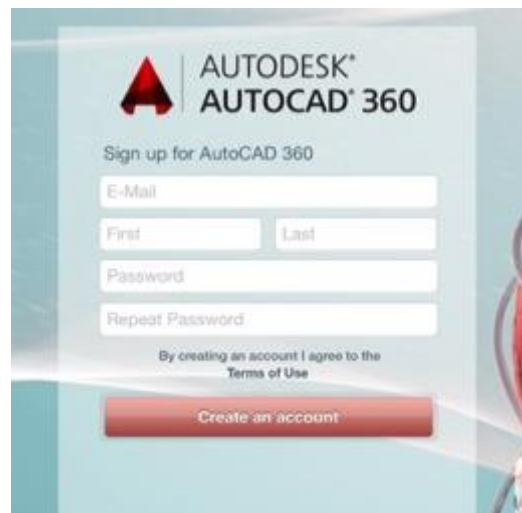 AUTODESK®
AUTOCAD® 360
Sign up for AutoCAD 360
E-Mail
First Last
Password
Repeat Password
By creating an account I agree to the
Terms of Use
Create an account